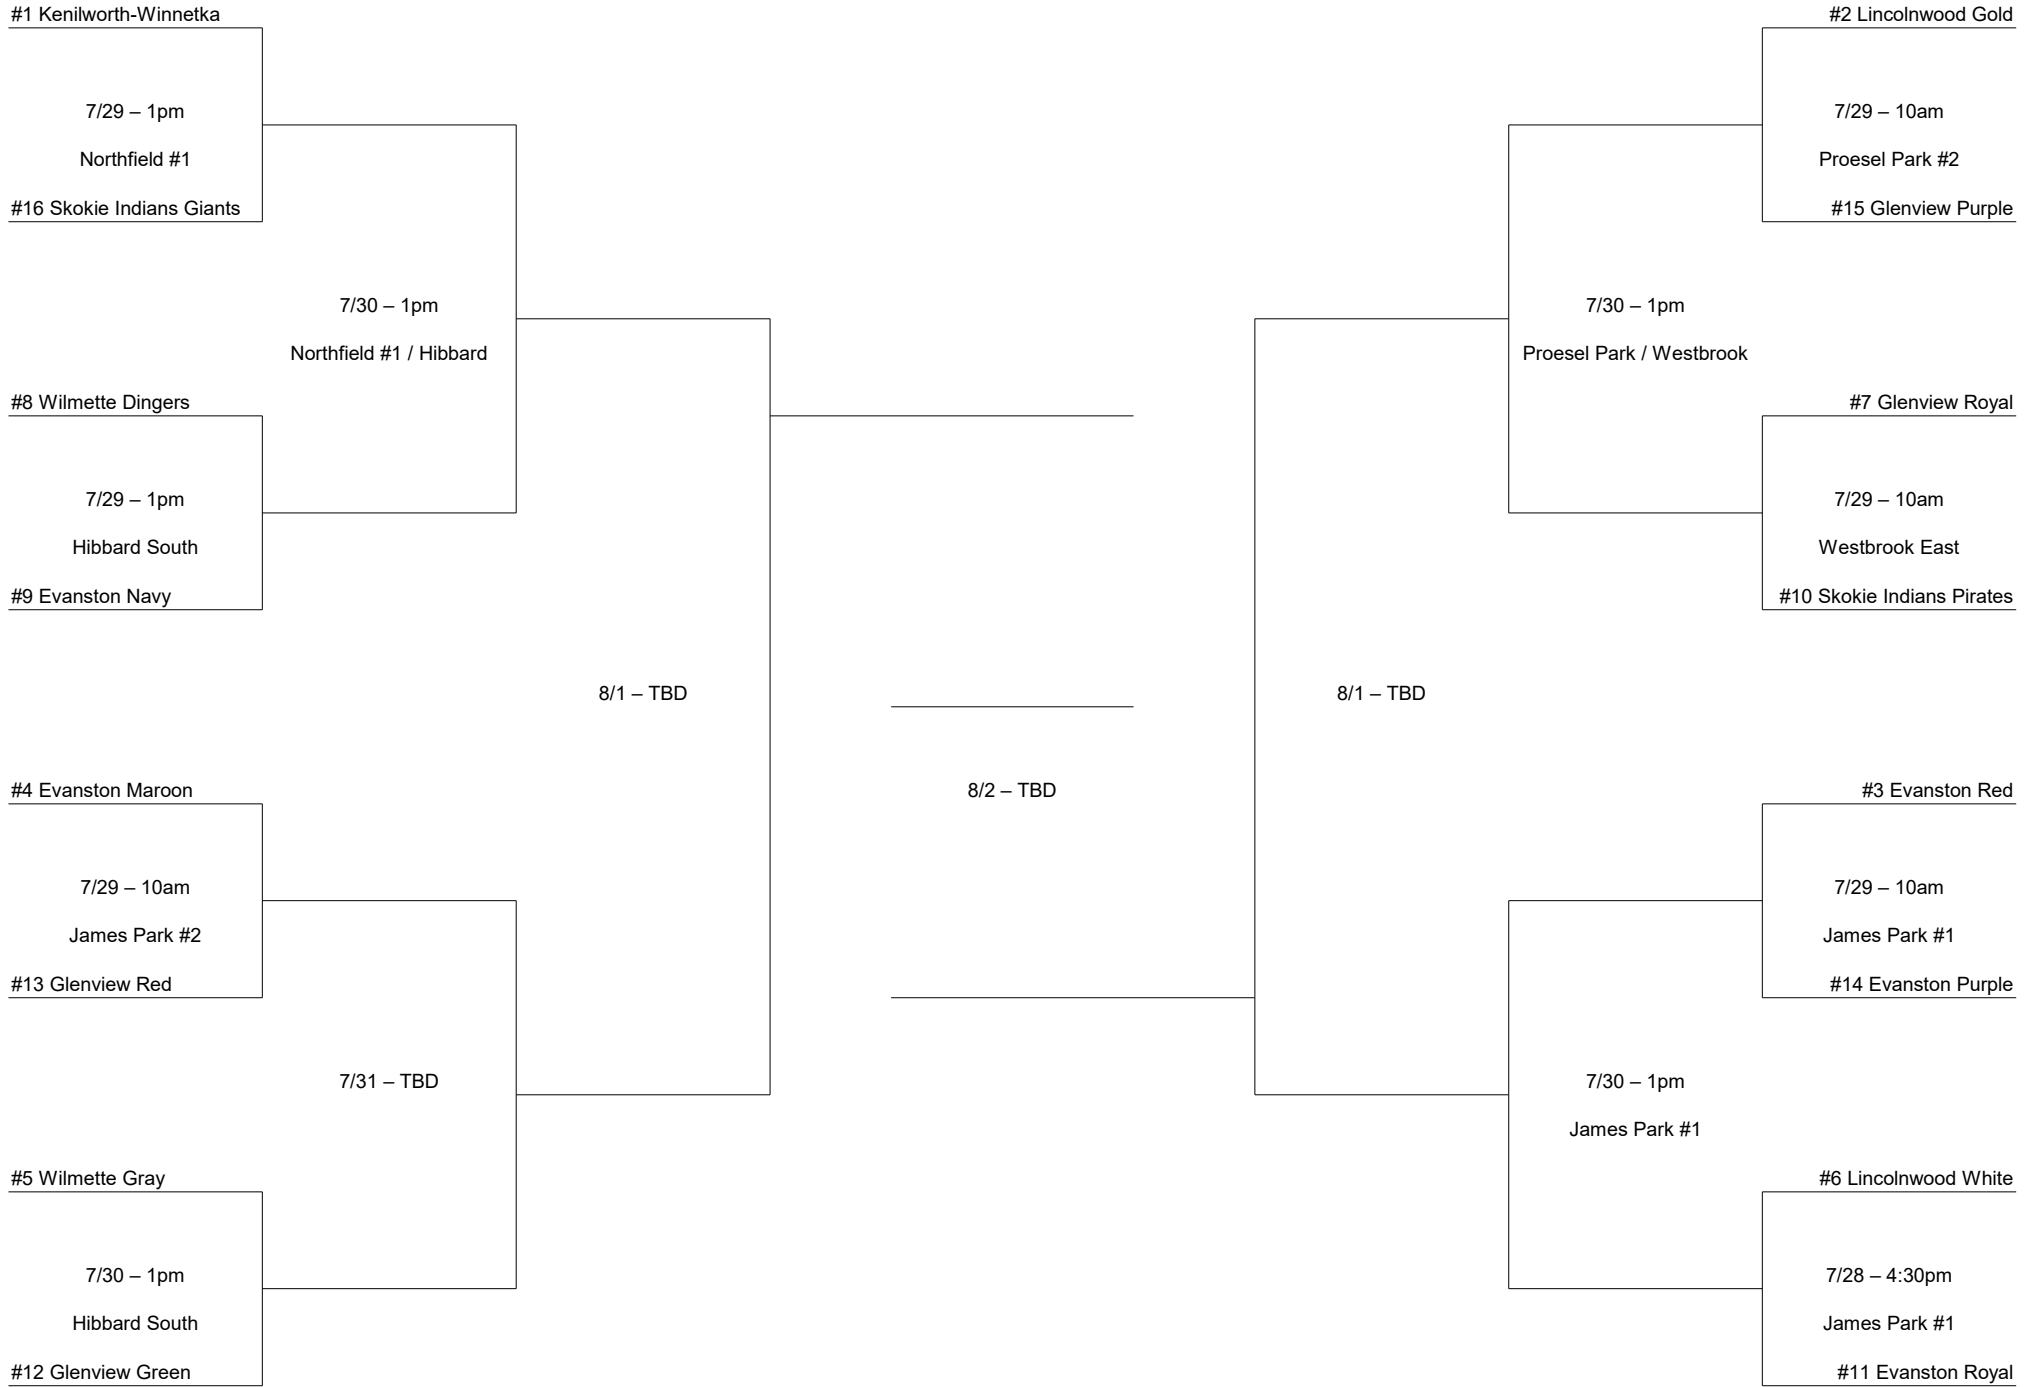 #1 Kenilworth-Winnetka
7/29 – 1pm
Northfield #1
#16 Skokie Indians Giants
7/30 – 1pm
Northfield #1 / Hibbard
#8 Wilmette Dingers
7/29 – 1pm
Hibbard South
#9 Evanston Navy
8/1 – TBD
#4 Evanston Maroon
7/29 – 10am
James Park #2
#13 Glenview Red
7/31 – TBD
#5 Wilmette Gray
7/30 – 1pm
Hibbard South
#12 Glenview Green
8/2 – TBD
#2 Lincolnwood Gold
7/29 – 10am
Proesel Park #2
#15 Glenview Purple
7/30 – 1pm
Proesel Park / Westbrook
#7 Glenview Royal
7/29 – 10am
Westbrook East
#10 Skokie Indians Pirates
8/1 – TBD
#3 Evanston Red
7/29 – 10am
James Park #1
#14 Evanston Purple
7/30 – 1pm
James Park #1
#6 Lincolnwood White
7/28 – 4:30pm
James Park #1
#11 Evanston Royal